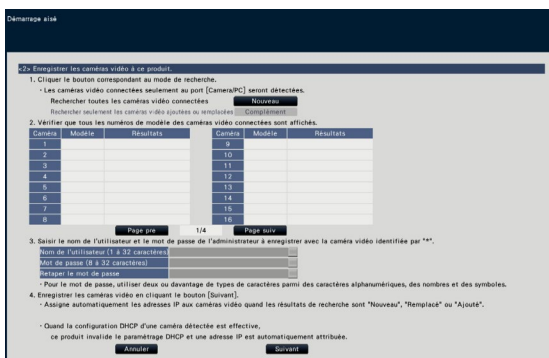 Démarrage aisé
<2> Enregistrer les caméras vidéo à ce produit.
1. Cliquer le bouton correspondant au mode de recherche.
・Les caméras vidéo connectées seulement au port [Camera/PC] seront détectées.
Rechercher toutes les caméras vidéo connectées Nouveau
Rechercher seulement les caméras vidéo ajoutées ou remplacées Complément
2. Vérifier que tous les numéros de modèle des caméras vidéo connectées sont affichés.
Caméra Modèle Résultats Caméra Modèle Résultats
1 9
2 10
3 11
4 12
5 13
6 14
7 15
8 16
Page pre 1/4 Page suiv
3. Saisir le nom de l'utilisateur et le mot de passe de l'administrateur à enregistrer avec la caméra vidéo identifiée par "*".
Nom de l'utilisateur (1 à 32 caractères)
Mot de passe (8 à 32 caractères)
Retaper le mot de passe
・Pour le mot de passe, utiliser deux ou davantage de types de caractères parmi des caractères alphanumériques, des nombres et des symboles.
4. Enregistrer les caméras vidéo en cliquant le bouton [Suivant].
・Assigne automatiquement les adresses IP aux caméras vidéo quand les résultats de recherche sont "Nouveau", "Remplacé" ou "Ajouté".
・Quand la configuration DHCP d'une caméra détectée est effective,
ce produit invalide le paramétrage DHCP et une adresse IP est automatiquement attribuée.
Annuler Suivant